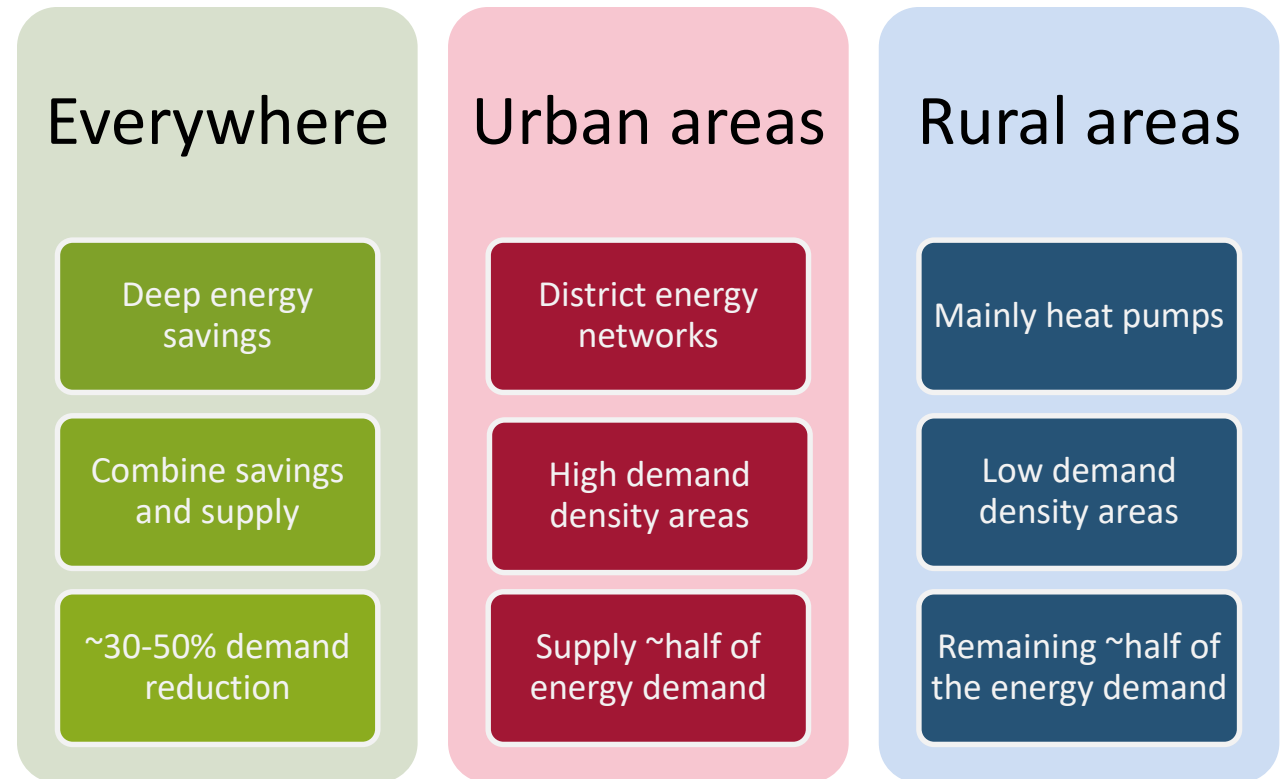 Everywhere
Deep energy
savings
Combine savings
and supply
~30-50% demand
reduction
Urban areas
District energy
networks
High demand
density areas
Supply ~half of
energy demand
Rural areas
Mainly heat pumps
Low demand
density areas
Remaining ~half of
the energy demand